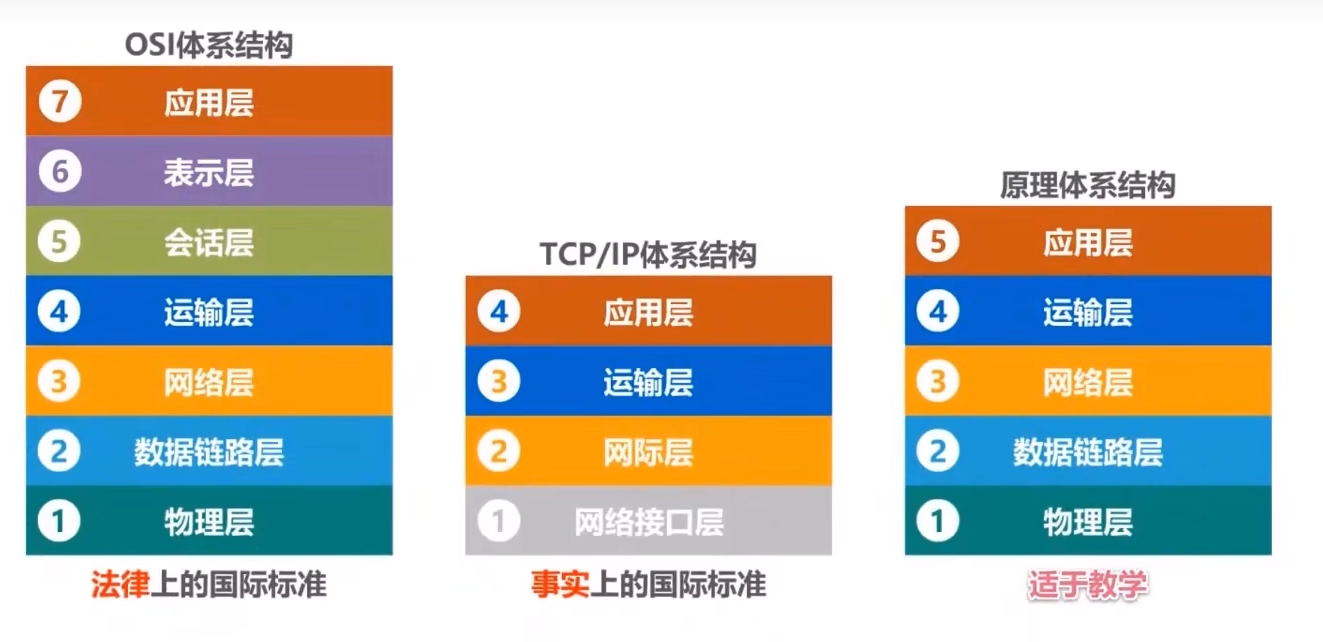 OSI体系结构
7 应用层
6 表示层
5 会话层
4 运输层
3 网络层
2 数据链路层
1 物理层
法律上的国际标准
TCP/IP体系结构
4 应用层
3 运输层
2 网际层
1 网络接口层
事实上的国际标准
原理体系结构
5 应用层
4 运输层
3 网络层
2 数据链路层
1 物理层
适于教学